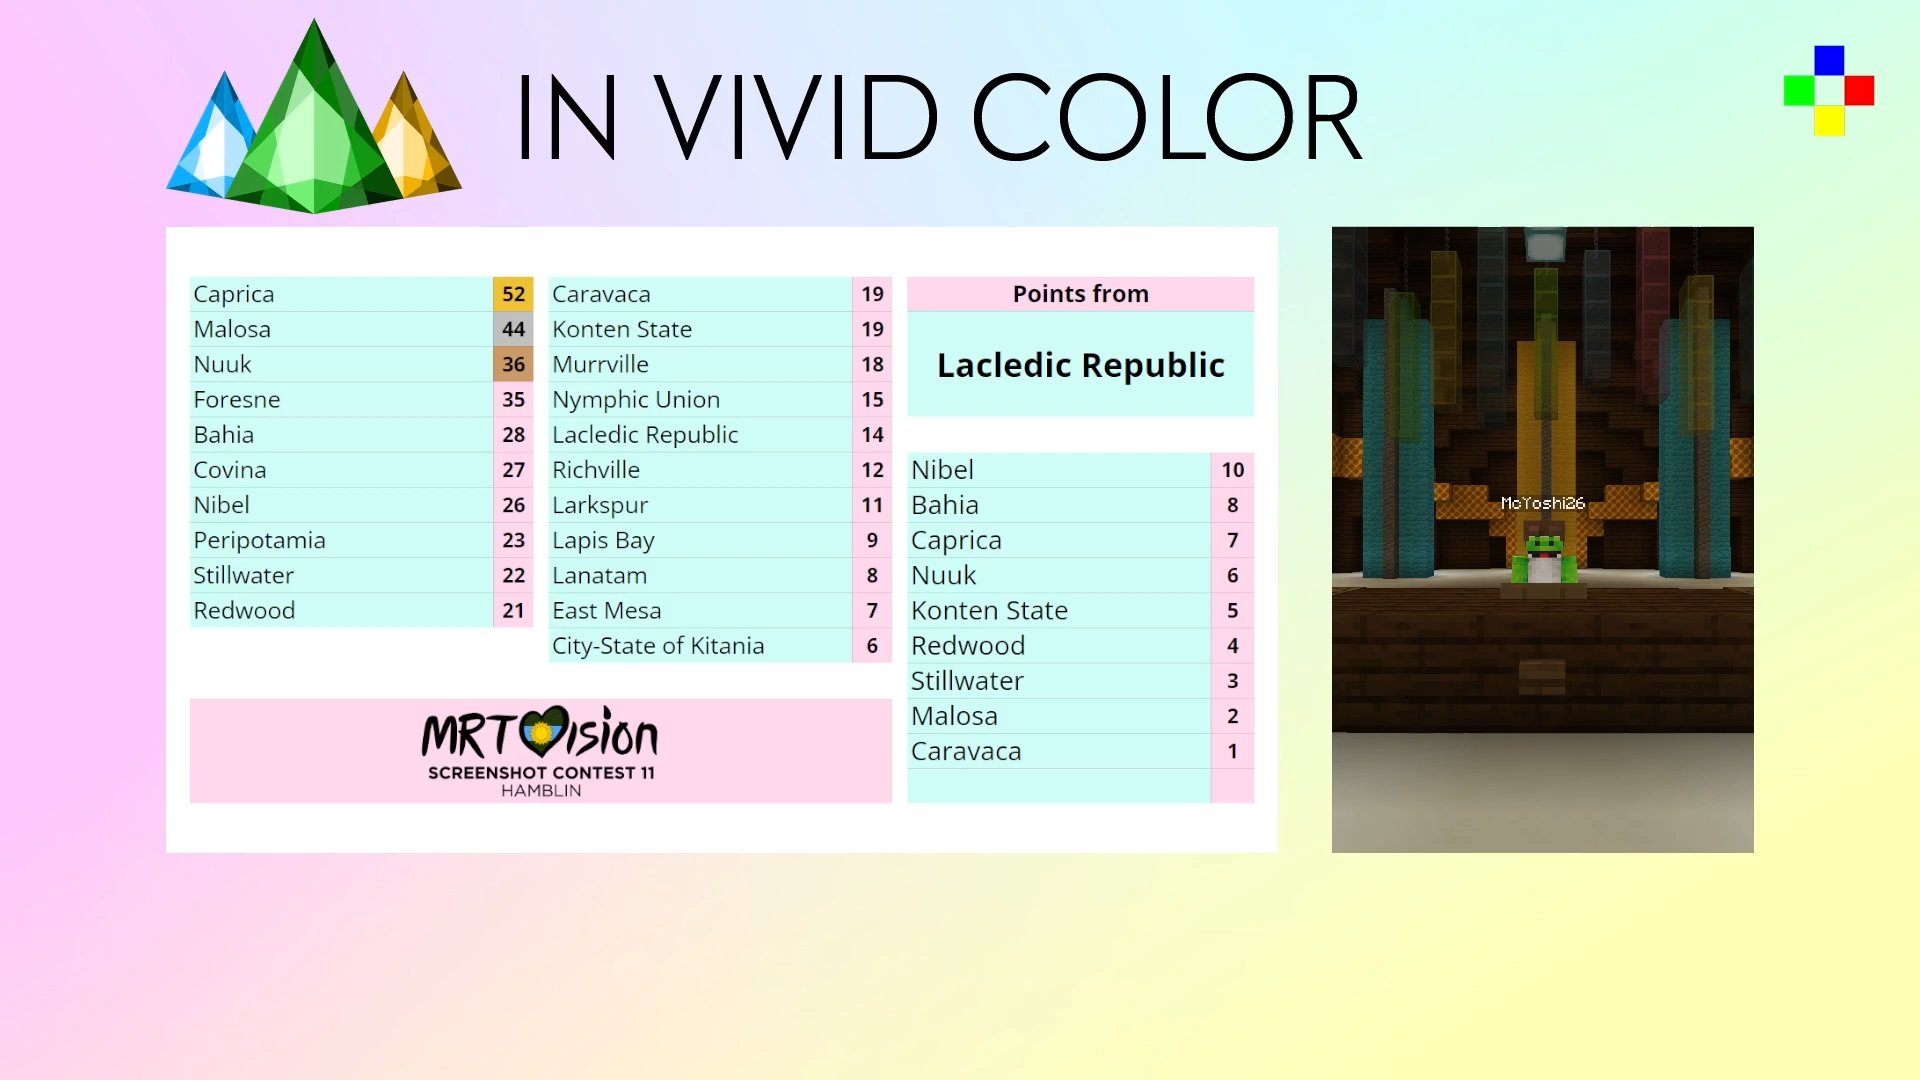 IN VIVID COLOR
Caprica 52
Malosa 44
Nuuk 36
Foresne 35
Bahia 28
Covina 27
Nibel 26
Peripotamia 23
Stillwater 22
Redwood 21
Caravaca 19
Konten State 19
Murrville 18
Nymphic Union 15
Lacledic Republic 14
Richville 12
Larkspur 11
Lapis Bay 9
Lanatam 8
East Mesa 7
City-State of Kitania 6
Points from
Lacledic Republic
Nibel 10
Bahia 8
Caprica 7
Nuuk 6
Konten State 5
Redwood 4
Stillwater 3
Malosa 2
Caravaca 1
MRTVision
SCREENSHOT CONTEST 11
HAMBLIN
McYoshi26